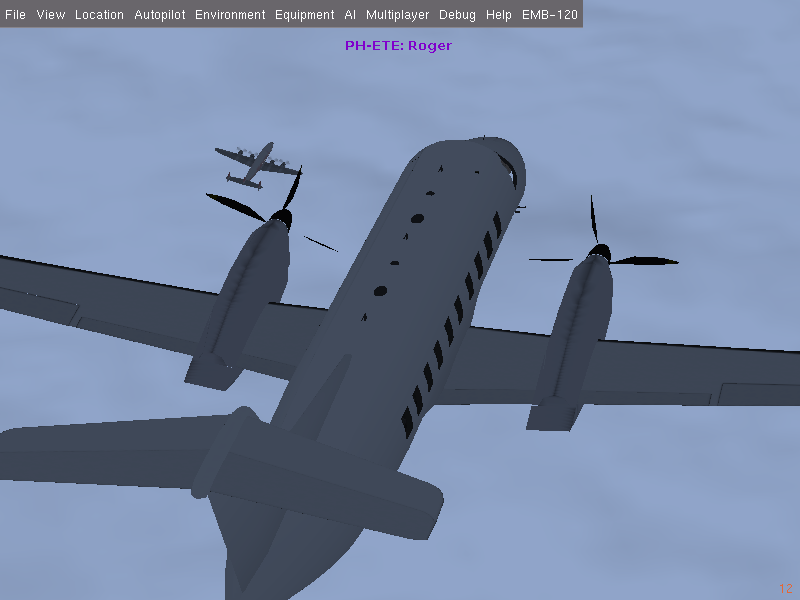 File View Location Autopilot Environment Equipment AI Multiplayer Debug Help EMB-120
PH-ETE: Roger
12